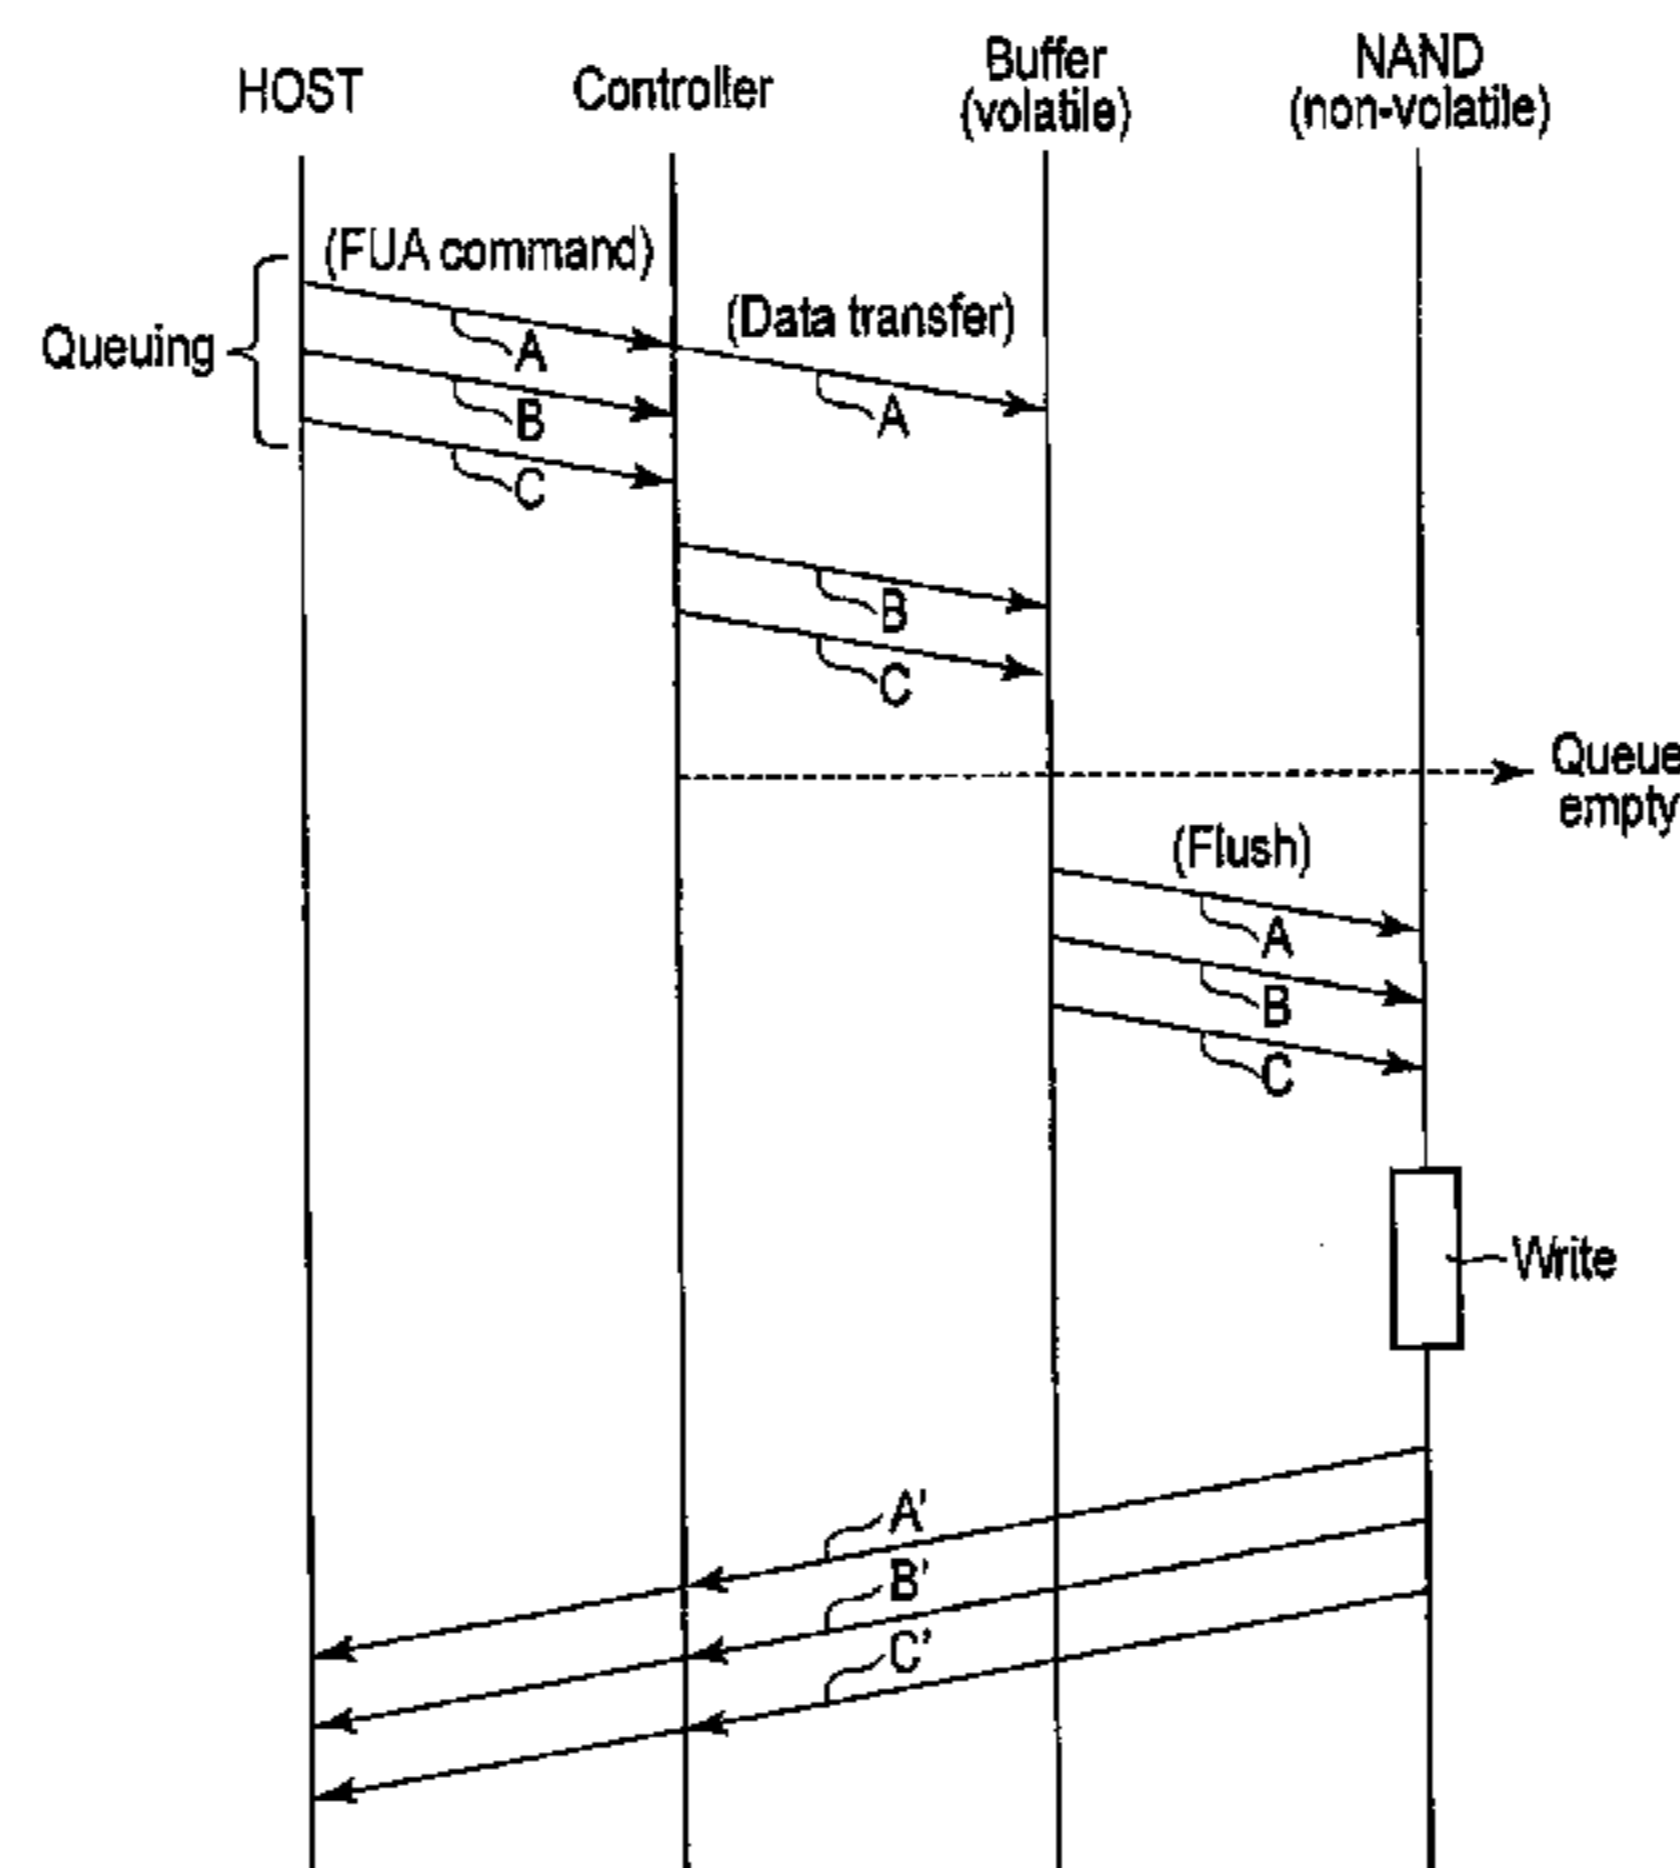 HOST
Controller
Buffer
(volatile)
NAND
(non-volatile)
(FUA command)
(Data transfer)
Queuing
A
A
B
C
B
C
Queue
empty
(Flush)
A
B
C
Write
A'
B'
C'